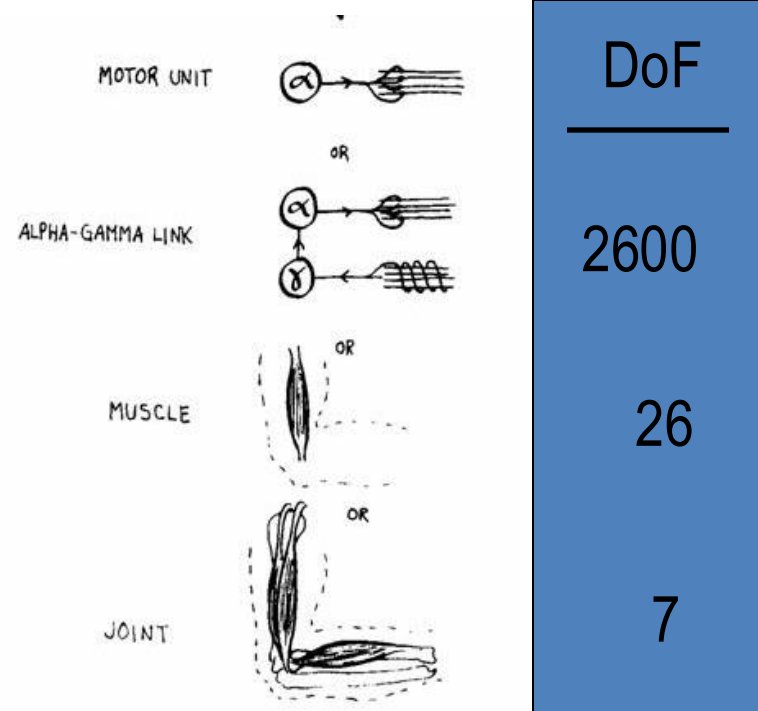 DoF
MOTOR UNIT
α
OR
α
ALPHA-GAMMA LINK
2600
γ
OR
MUSCLE
26
OR
JOINT
7